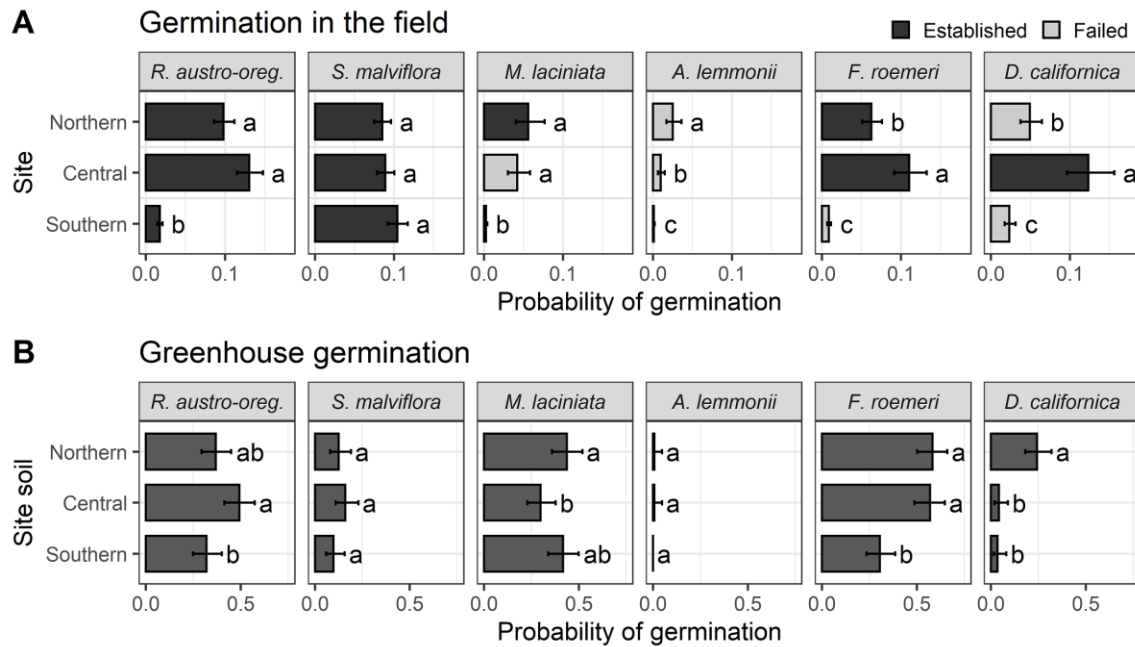 A Germination in the field
Established Failed
R. austro-oreg. S. malviflora M. laciniata A. lemmonii F. roemeri D. californica
Northern a a a a b b
Central a a a b a a
Southern b a b c c c
Site
0.0 0.1 0.0 0.1 0.0 0.1 0.0 0.1 0.0 0.1 0.0 0.1
Probability of germination
B Greenhouse germination
R. austro-oreg. S. malviflora M. laciniata A. lemmonii F. roemeri D. californica
Northern ab a a a a a
Central a a b a a b
Southern b a ab a b b
Site soil
0.0 0.5 0.0 0.5 0.0 0.5 0.0 0.5 0.0 0.5 0.0 0.5
Probability of germination